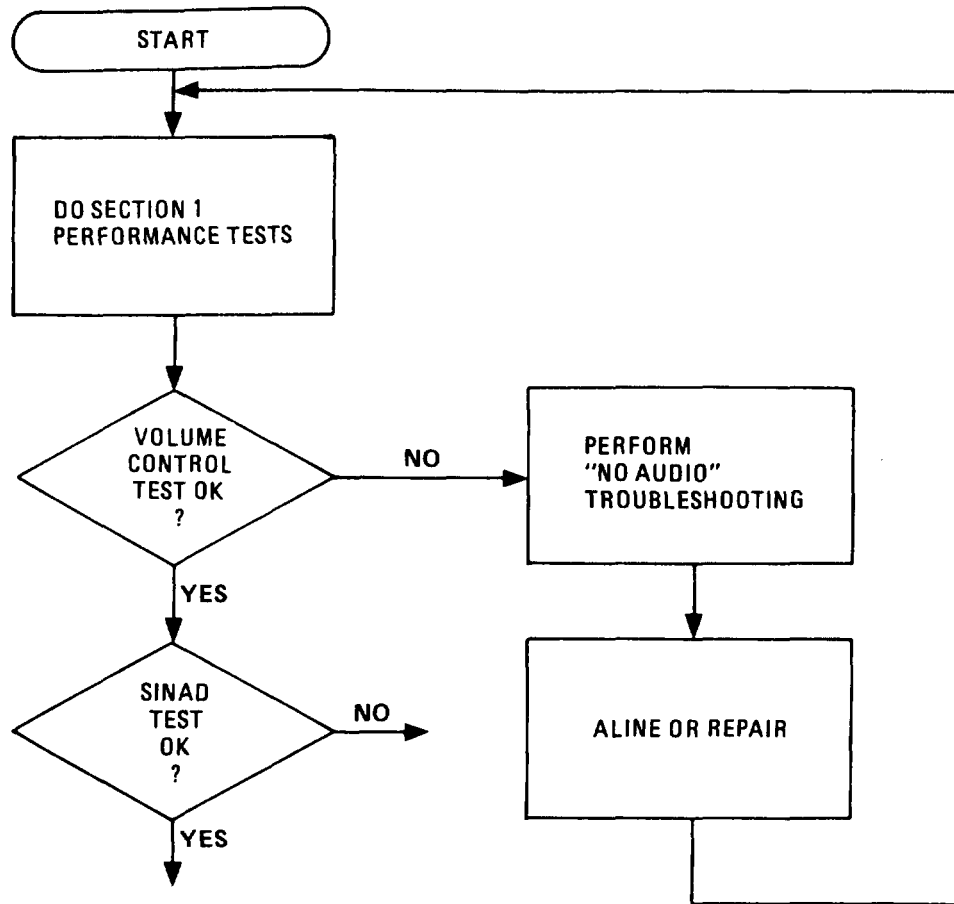 START
DO SECTION 1
PERFORMANCE TESTS
VOLUME
CONTROL
TEST OK
?
NO
PERFORM
"NO AUDIO"
TROUBLESHOOTING
YES
SINAD
TEST
OK
?
NO
ALINE OR REPAIR
YES